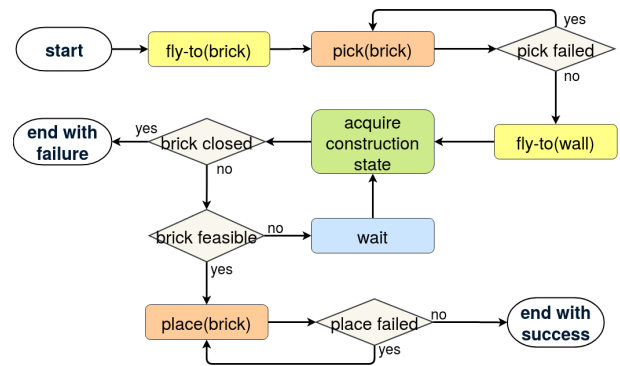 start
fly-to(brick)
pick(brick)
pick failed
yes
no
end with
failure
yes
brick closed
no
acquire
construction
state
fly-to(wall)
brick feasible
no
wait
yes
place(brick)
place failed
no
yes
end with
success